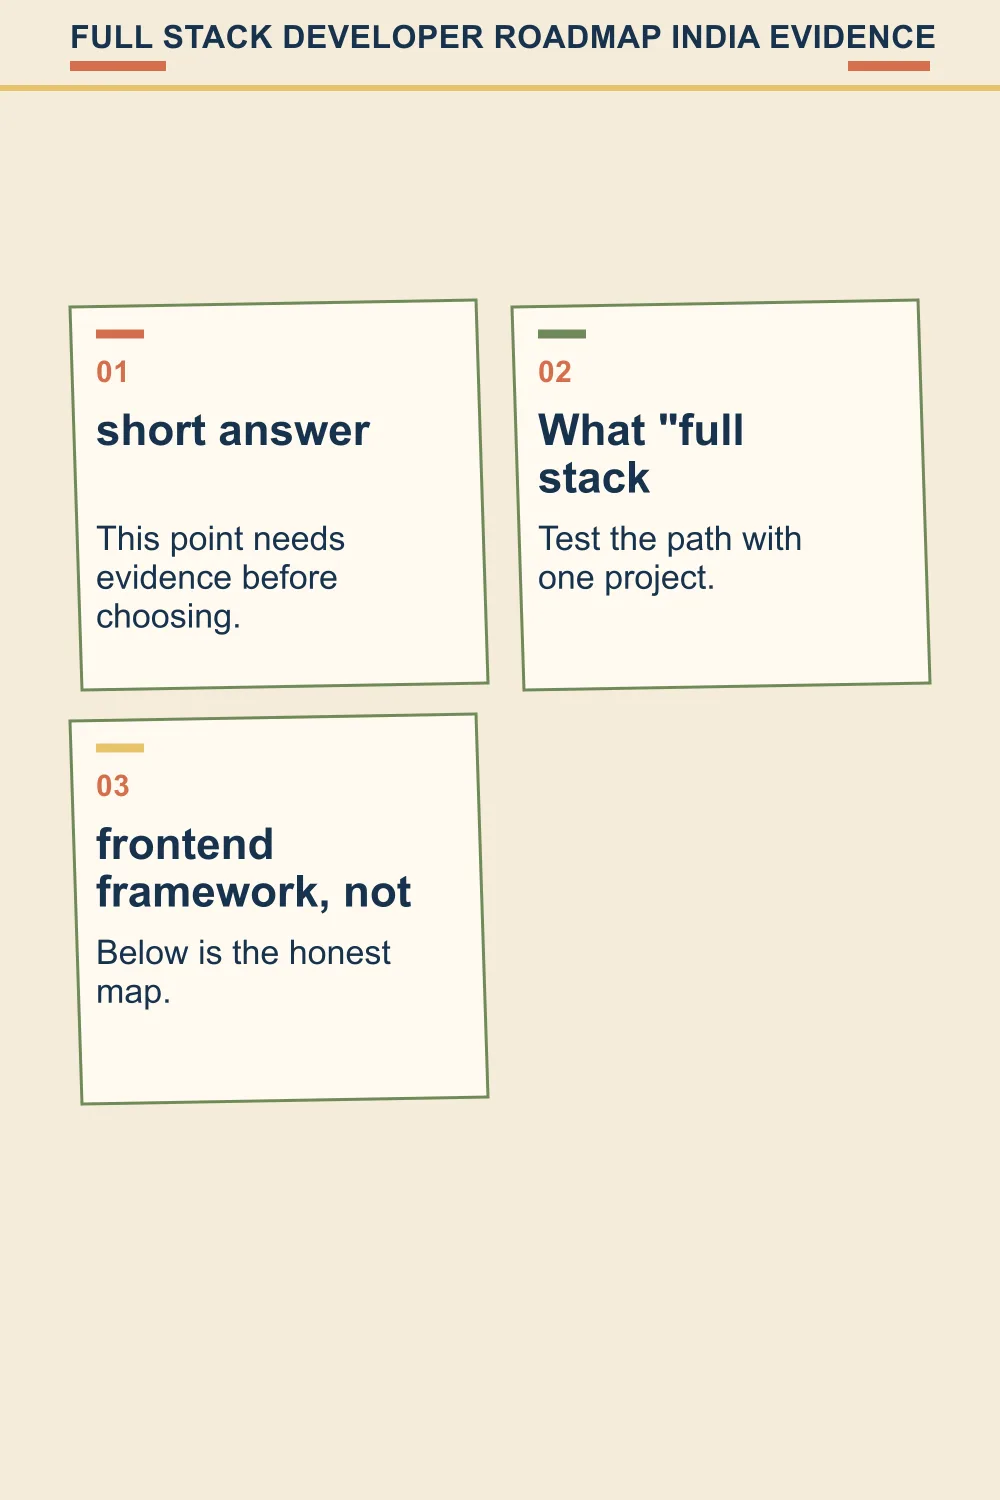 FULL STACK DEVELOPER ROADMAP INDIA EVIDENCE
01
short answer
This point needs
evidence before
choosing.
02
What "full
stack
Test the path with
one project.
03
frontend
framework, not
Below is the honest
map.